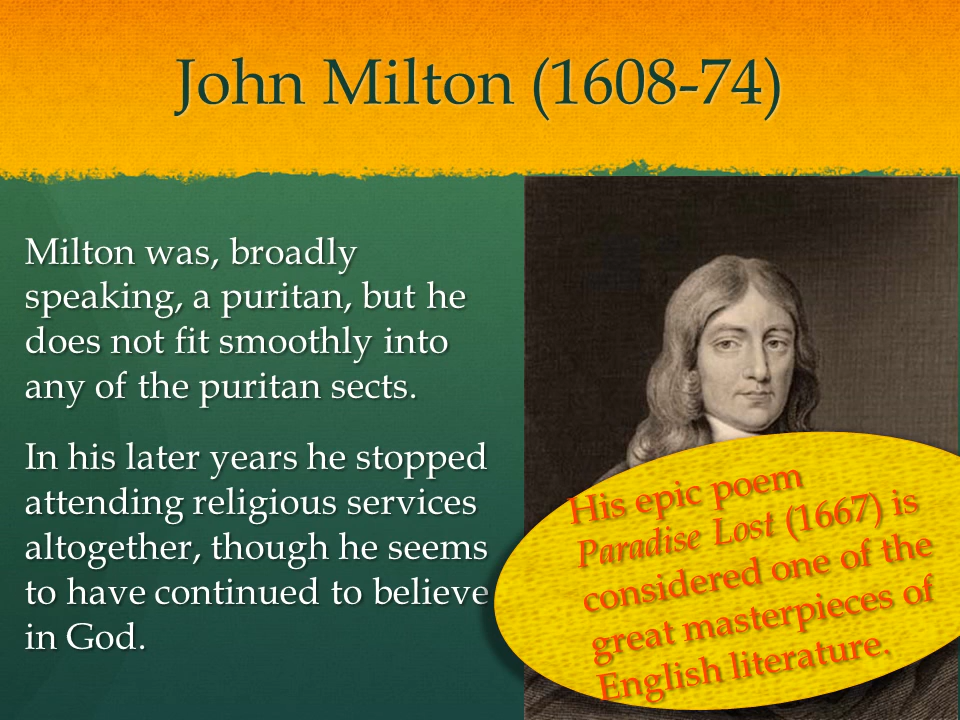 John Milton (1608-74)
Milton was, broadly
speaking, a puritan, but he
does not fit smoothly into
any of the puritan sects.
In his later years he stopped
attending religious services
altogether, though he seems
to have continued to believe
in God.
His epic poem
Paradise Lost (1667) is
considered one of the
great masterpieces of
English literature.